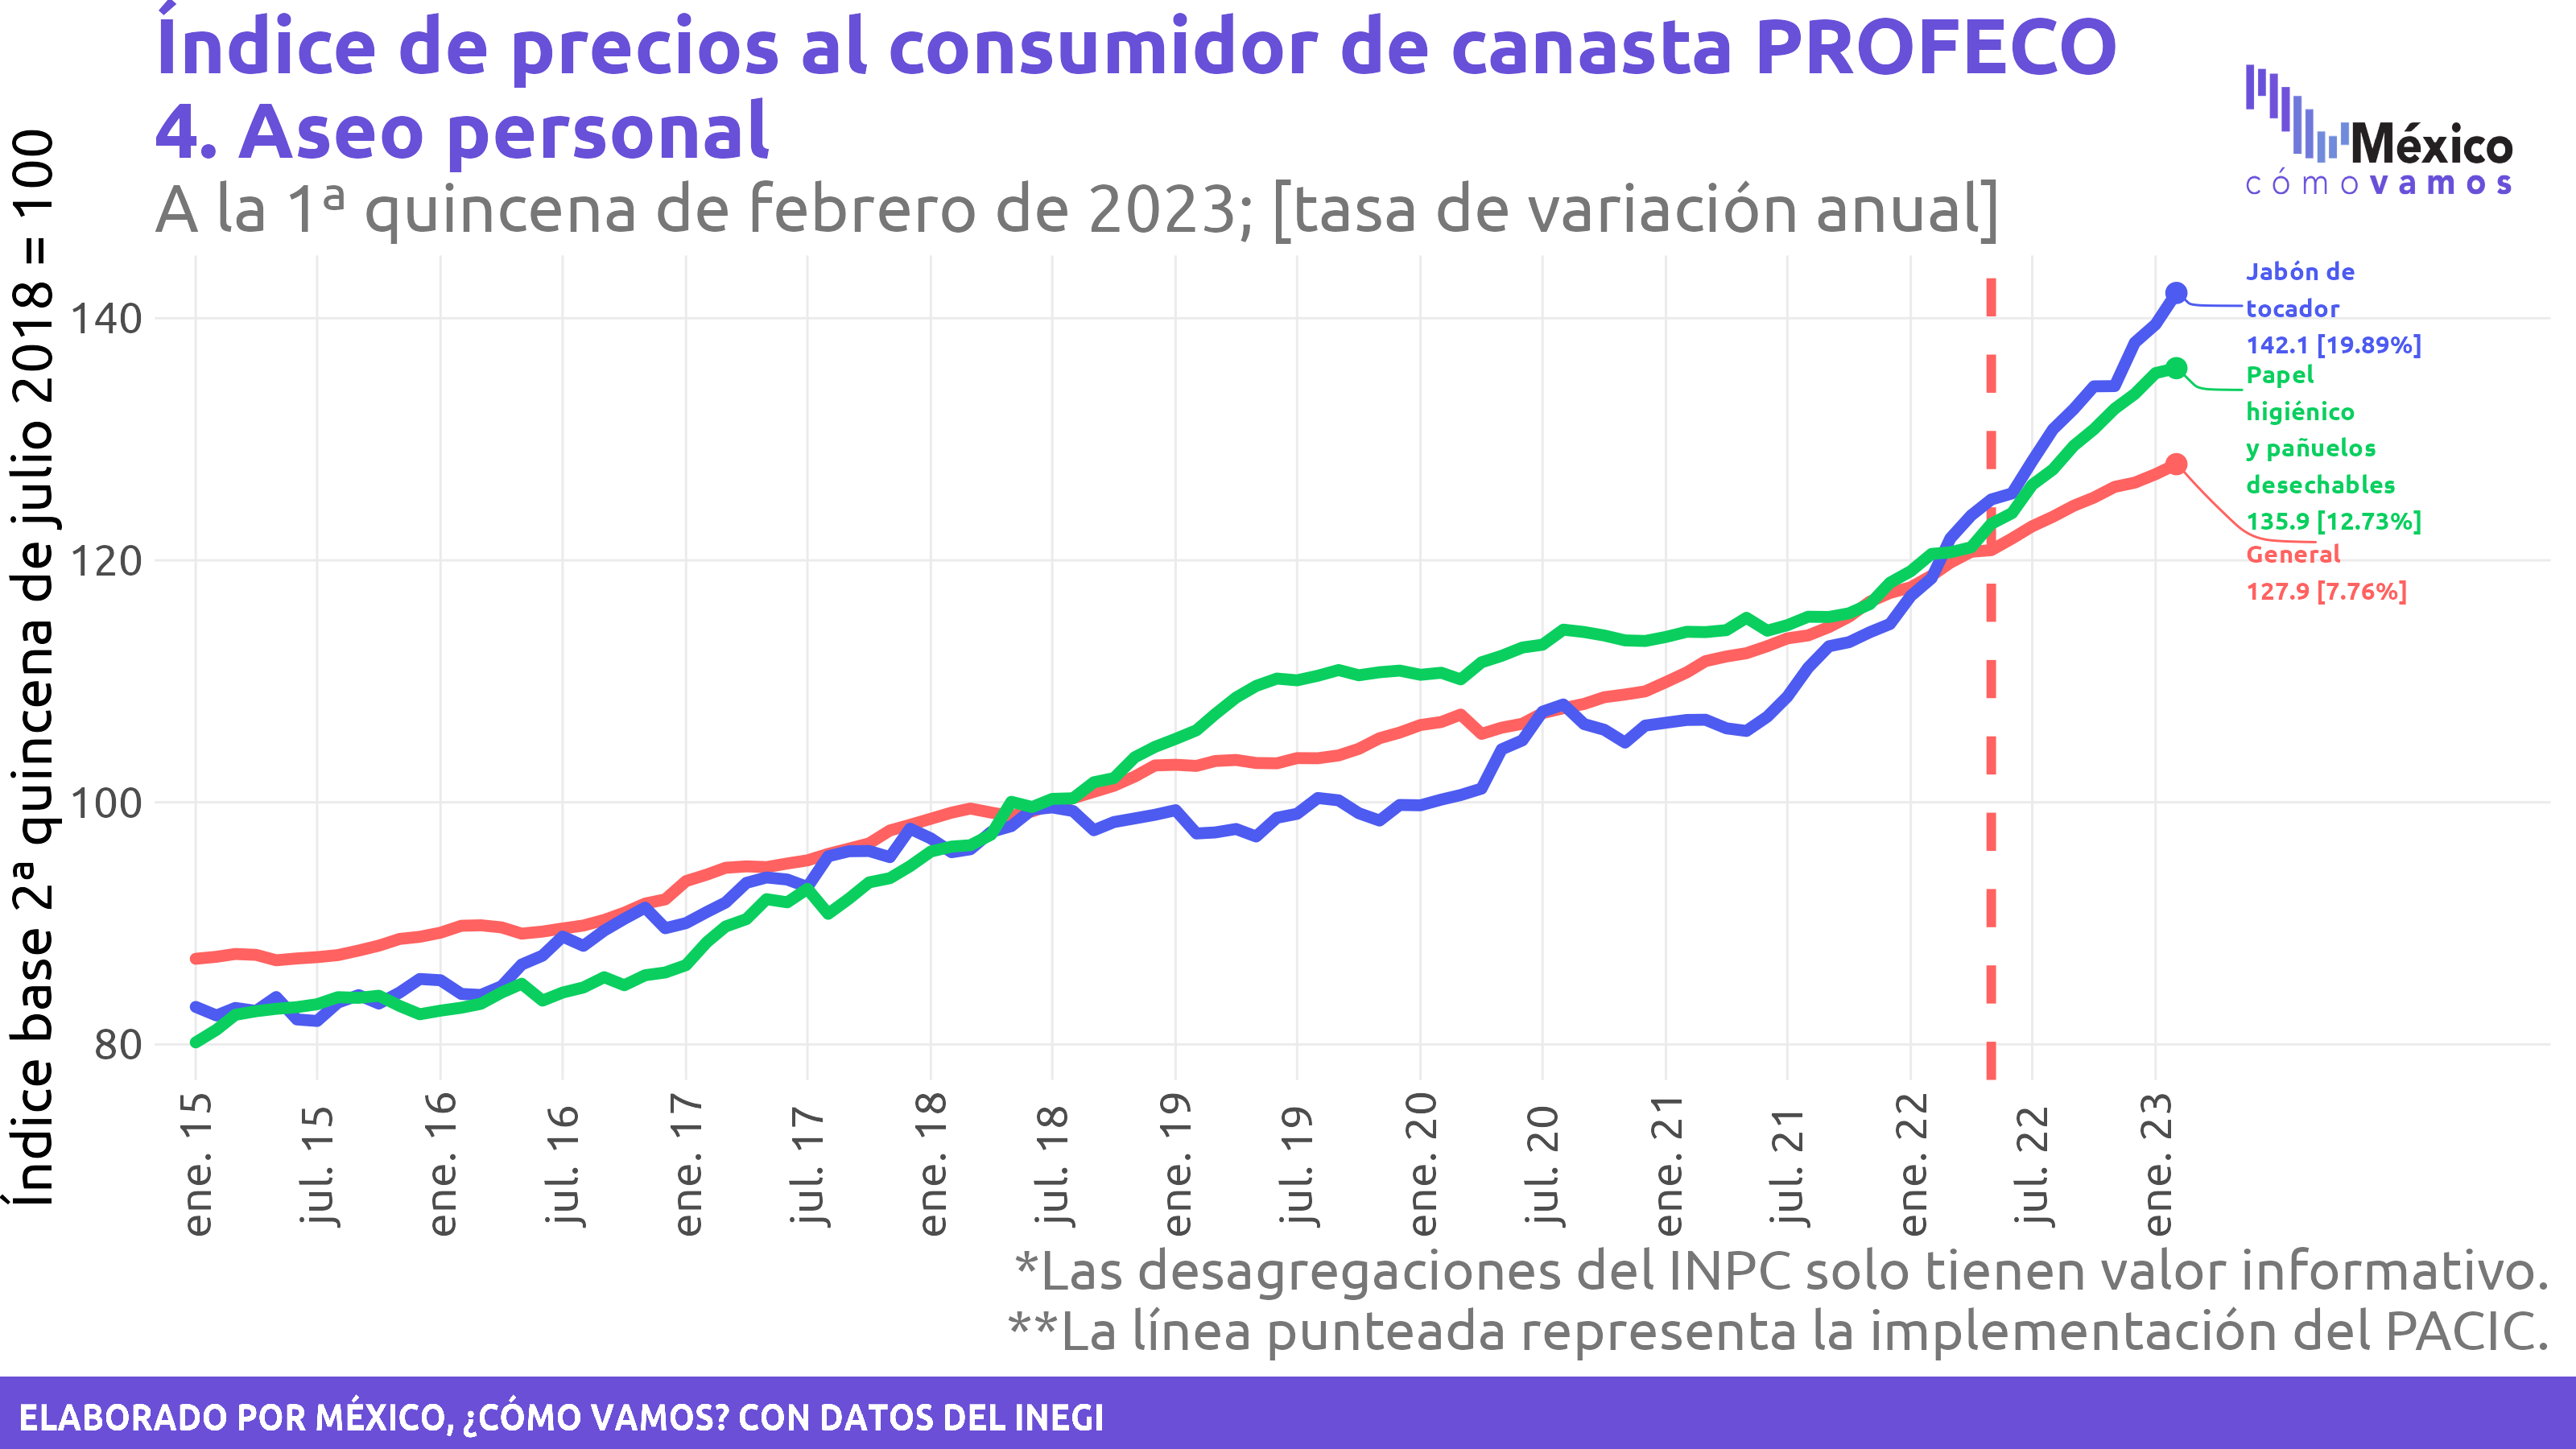 Índice de precios al consumidor de canasta PROFECO
4. Aseo personal
A la 1ª quincena de febrero de 2023; [tasa de variación anual]
México
cómovamos
Índice base 2ª quincena de julio 2018 = 100
140
120
100
80
Jabón de
tocador
142.1 [19.89%]
Papel
higiénico
y pañuelos
desechables
135.9 [12.73%]
General
127.9 [7.76%]
ene. 15
jul. 15
ene. 16
jul. 16
ene. 17
jul. 17
ene. 18
jul. 18
ene. 19
jul. 19
ene. 20
jul. 20
ene. 21
jul. 21
ene. 22
jul. 22
ene. 23
*Las desagregaciones del INPC solo tienen valor informativo.
**La línea punteada representa la implementación del PACIC.
ELABORADO POR MÉXICO, ¿CÓMO VAMOS? CON DATOS DEL INEGI